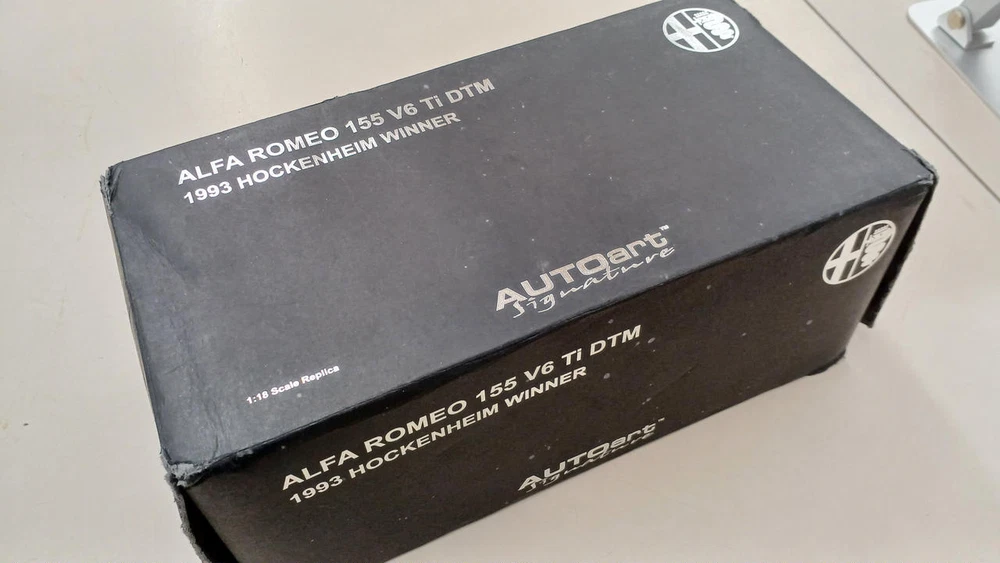 ALFA ROMEO 155 V6 Ti DTM
1993 HOCKENHEIM WINNER
AUTOart™
signature
1:18 Scale Replica
ALFA ROMEO 155 V6 Ti DTM
1993 HOCKENHEIM WINNER
AUTOart™
signature